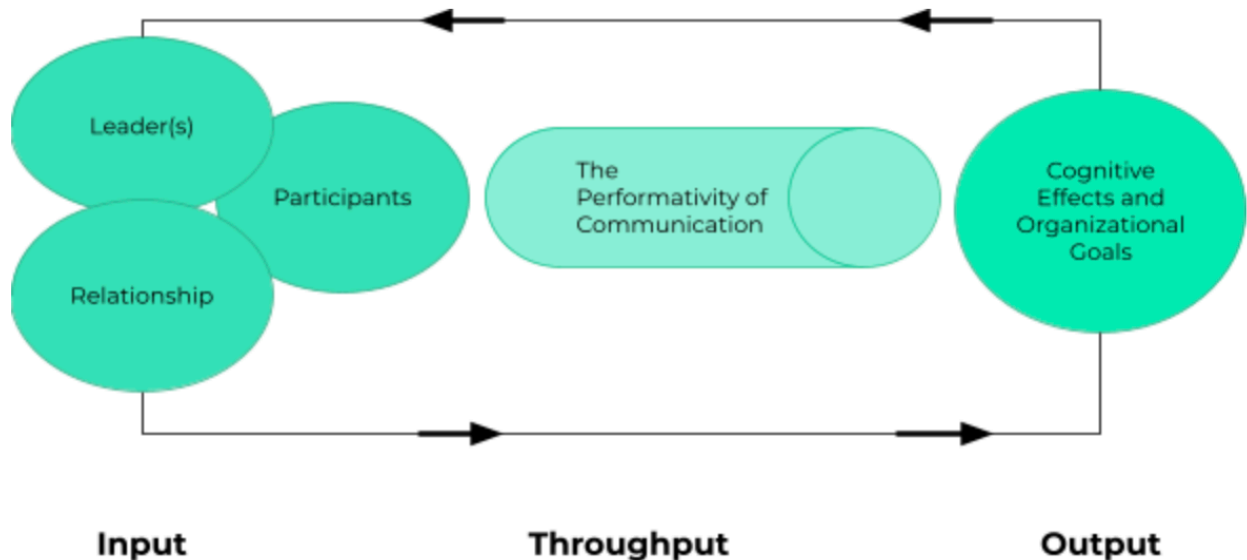 Leader(s)
Participants
Relationship
The
Performativity of
Communication
Cognitive
Effects and
Organizational
Goals
Input
Throughput
Output